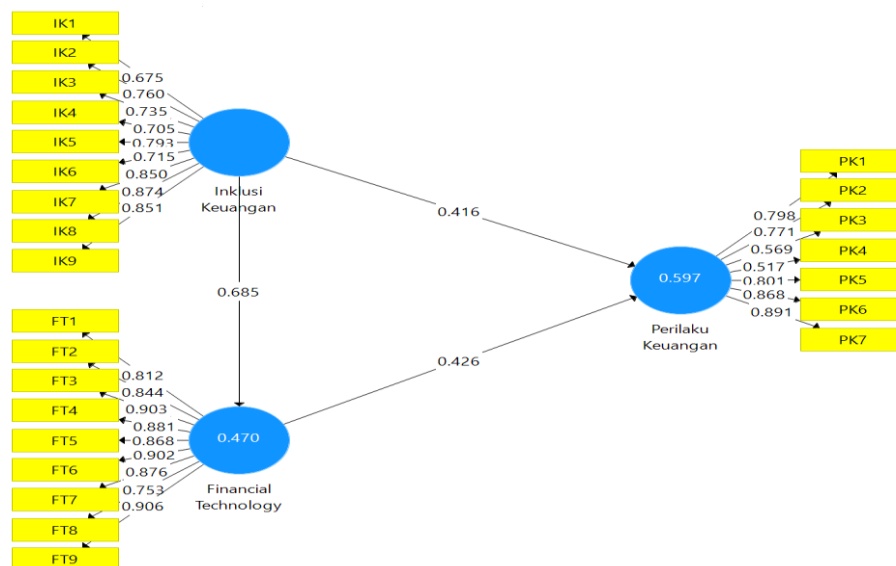 IK1
IK2
IK3
IK4
IK5
IK6
IK7
IK8
IK9
0.675
0.760
0.735
0.705
0.793
0.715
0.850
0.874
0.851
Inklusi
Keuangan
0.416
0.685
0.426
FT1
FT2
FT3
FT4
FT5
FT6
FT7
FT8
FT9
0.812
0.844
0.903
0.881
0.868
0.902
0.876
0.753
0.906
0.470
Financial
Technology
0.597
Perilaku
Keuangan
0.798
0.771
0.569
0.517
0.801
0.868
0.891
PK1
PK2
PK3
PK4
PK5
PK6
PK7